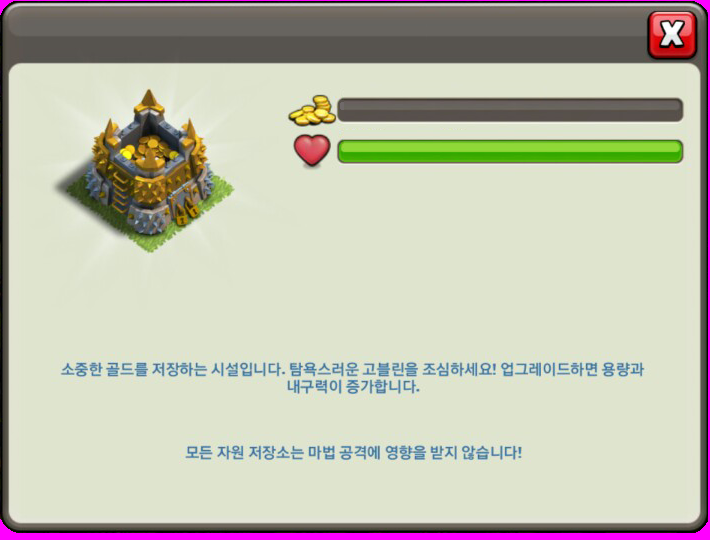 X
소중한 골드를 저장하는 시설입니다. 탐욕스러운 고블린을 조심하세요! 업그레이드하면 용량과
내구력이 증가합니다.
모든 자원 저장소는 마법 공격에 영향을 받지 않습니다!